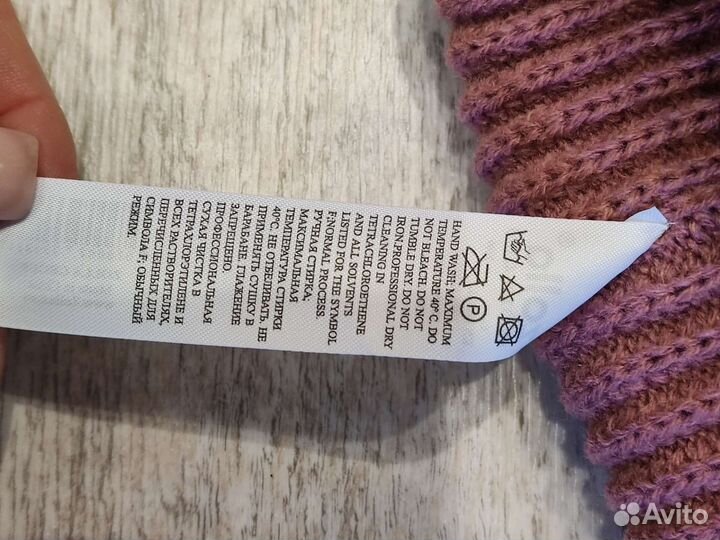 HAND WASH; MAXIMUM
TEMPERATURE 40° C. DO
NOT BLEACH. DO NOT
TUMBLE DRY. DO NOT
IRON.PROFESSIONAL DRY
CLEANING IN
TETRACHLOROETHENE
AND ALL SOLVENTS
LISTED FOR THE SYMBOL
F;NORMAL PROCESS.
РУЧНАЯ СТИРКА,
МАКСИМАЛЬНАЯ
ТЕМПЕРАТУРА СТИРКИ
40°C. НЕ ОТБЕЛИВАТЬ. НЕ
ПРИМЕНЯТЬ СУШКУ В
БАРАБАНЕ. ГЛАЖЕНИЕ
ЗАПРЕЩЕНО.
ПРОФЕССИОНАЛЬНАЯ
СУХАЯ ЧИСТКА В
ТЕТРАХЛОРЭТИЛЕНЕ И
ВСЕХ РАСТВОРИТЕЛЯХ,
ПЕРЕЧИСЛЕННЫХ ДЛЯ
СИМВОЛА F; ОБЫЧНЫЙ
РЕЖИМ.
P
Avito